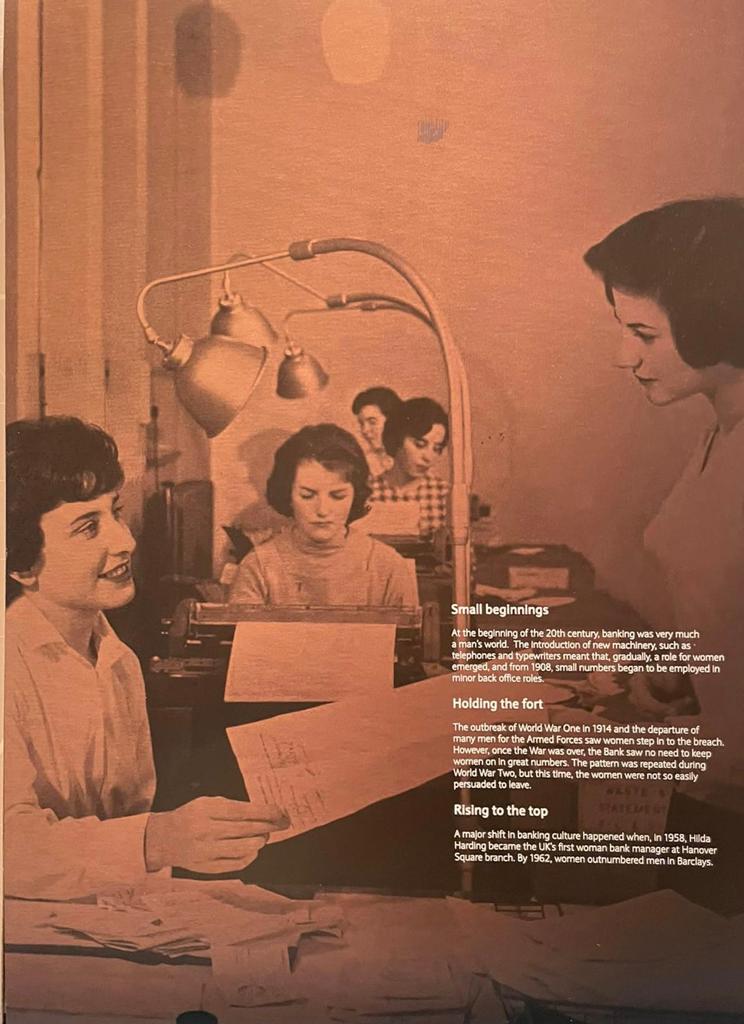 Small beginnings
At the beginning of the 20th century, banking was very much
a man's world. The introduction of new machinery, such as
telephones and typewriters meant that, gradually, a role for women
emerged, and from 1908, small numbers began to be employed in
minor back office roles.
Holding the fort
The outbreak of World War One in 1914 and the departure of
many men for the Armed Forces saw women step in to the breach.
However, once the War was over, the Bank saw no need to keep
women on in great numbers. The pattern was repeated during
World War Two, but this time, the women were not so easily
persuaded to leave.
WASTE &
STATEMENT
Rising to the top
A major shift in banking culture happened when, in 1958, Hilda
Harding became the UK's first woman bank manager at Hanover
Square branch. By 1962, women outnumbered men in Barclays.